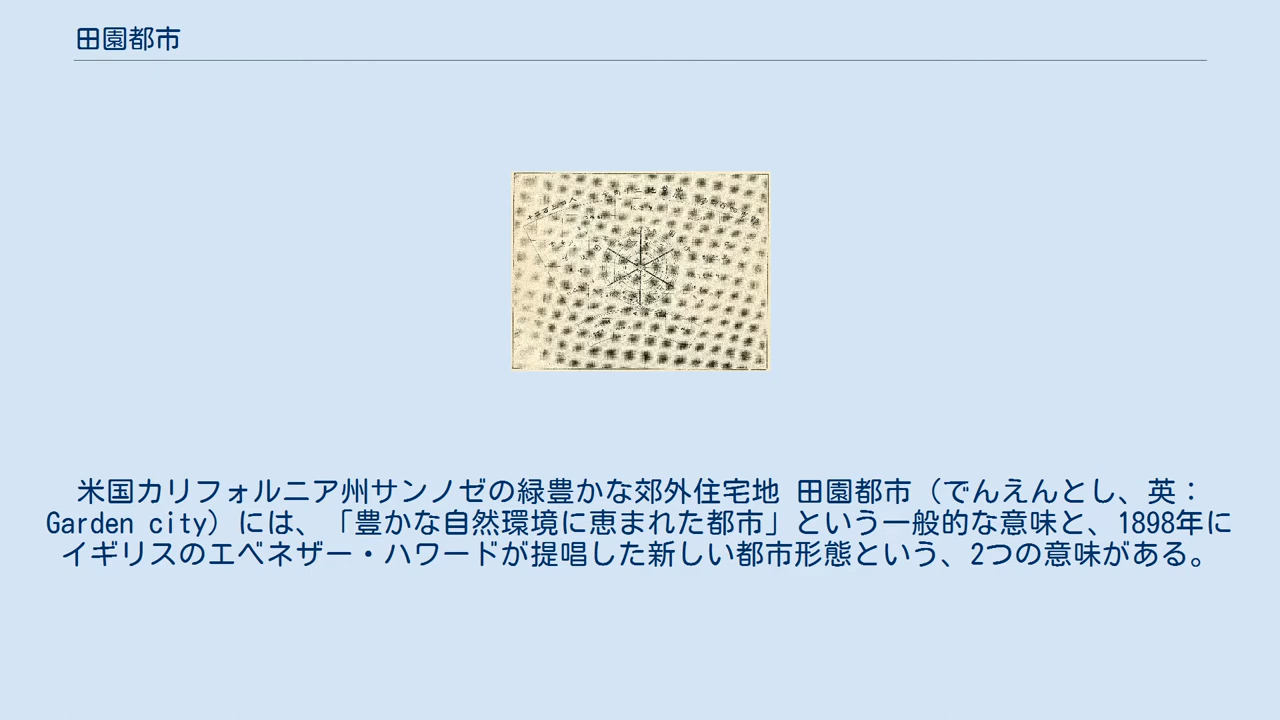 田園都市
米国カリフォルニア州サンノゼの緑豊かな郊外住宅地 田園都市（でんえんとし、英：
Garden city）には、「豊かな自然環境に恵まれた都市」という一般的な意味と、1898年に
イギリスのエベネザー・ハワードが提唱した新しい都市形態という、2つの意味がある。